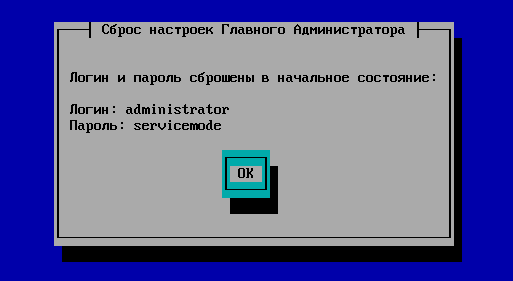 Сброс настроек Главного Администратора
Логин и пароль сброшены в начальное состояние:
Логин: administrator
Пароль: servicemode
OK